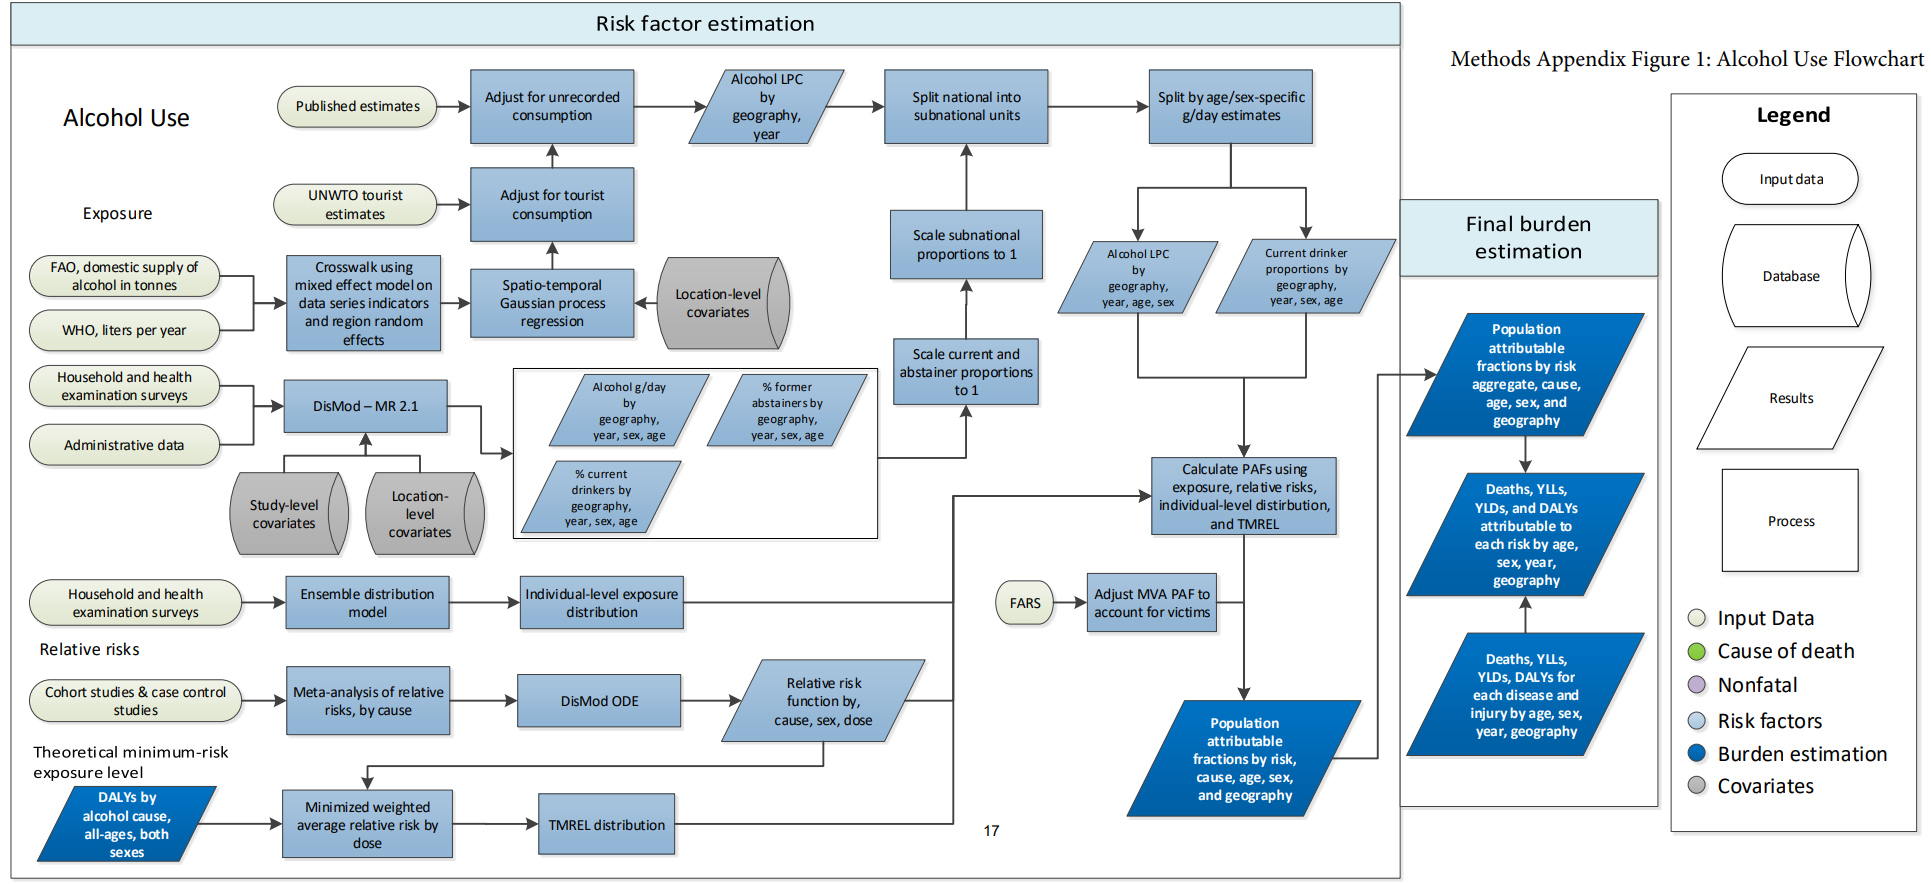 Risk factor estimation
Methods Appendix Figure 1: Alcohol Use Flowchart
Alcohol Use
Published estimates
Adjust for unrecorded
consumption
Alcohol LPC
by
geography,
year
Split national into
subnational units
Split by age/sex-specific
g/day estimates
Exposure
UNWTO tourist
estimates
Adjust for tourist
consumption
Scale subnational
proportions to 1
Alcohol LPC
by
geography,
year, age, sex
Current drinker
proportions by
geography,
year, sex, age
FAO, domestic supply of
alcohol in tonnes
WHO, liters per year
Crosswalk using
mixed effect model on
data series indicators
and region random
effects
Spatio-temporal
Gaussian process
regression
Location-level
covariates
Scale current and
abstainer proportions
to 1
Household and health
examination surveys
Administrative data
DisMod – MR 2.1
Study-level
covariates
Location-
level
covariates
Alcohol g/day
by
geography,
year, sex, age
% former
abstainers by
geography,
year, sex, age
% current
drinkers by
geography,
year, sex, age
Calculate PAFs using
exposure, relative risks,
individual-level distirbution,
and TMREL
Household and health
examination surveys
Ensemble distribution
model
Individual-level exposure
distribution
FARS
Adjust MVA PAF to
account for victims
Relative risks
Cohort studies & case control
studies
Meta-analysis of relative
risks, by cause
DisMod ODE
Relative risk
function by,
cause, sex, dose
Population
attributable
fractions by risk,
cause, age, sex,
and geography
Theoretical minimum-risk
exposure level
DALYs by
alcohol cause,
all-ages, both
sexes
Minimized weighted
average relative risk by
dose
TMREL distribution
17
Final burden
estimation
Population
attributable
fractions by risk
aggregate, cause,
age, sex, and
geography
Deaths, YLLs,
YLDs, and DALYs
attributable to
each risk by age,
sex, year,
geography
Deaths, YLLs,
YLDs, DALYs for
each disease and
injury by age, sex,
year, geography
Legend
Input data
Database
Results
Process
Input Data
Cause of death
Nonfatal
Risk factors
Burden estimation
Covariates